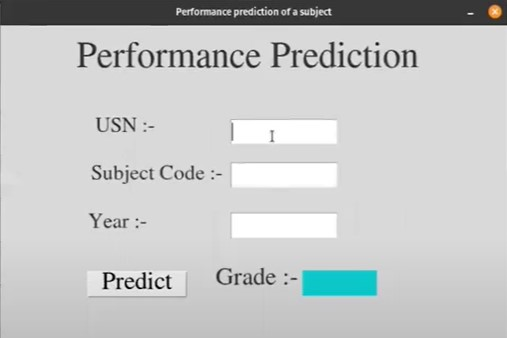 Performance prediction of a subject
Performance Prediction
USN :-
Subject Code :-
Year :-
Predict
Grade :-